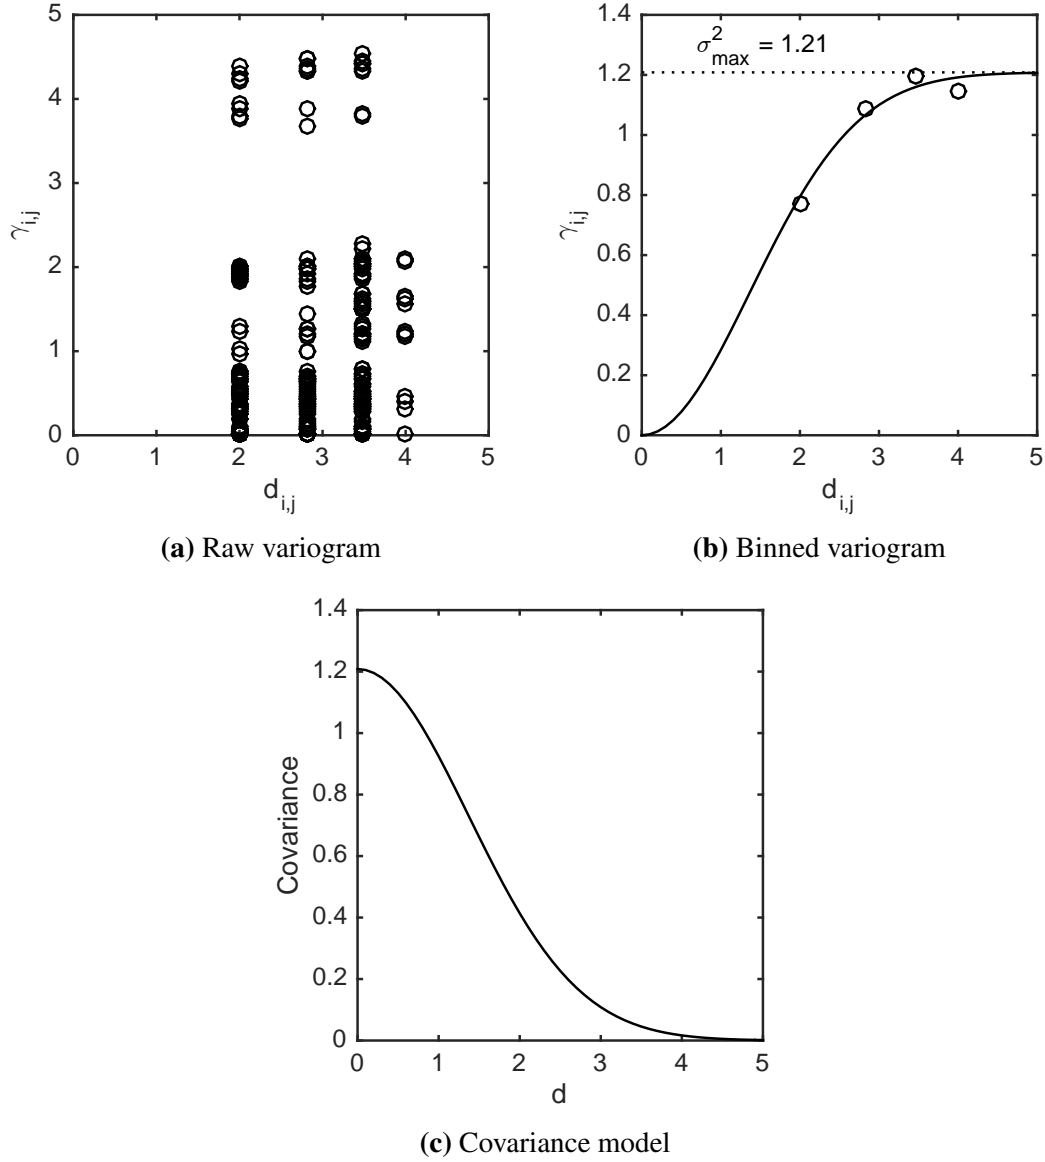 5
4
3
2
1
0
0 1 2 3 4 5
γi,j
di,j
(a) Raw variogram
1.4
1.2
1
0.8
0.6
0.4
0.2
0
0 1 2 3 4 5
γi,j
di,j
σ²max = 1.21
(b) Binned variogram
1.4
1.2
1
0.8
0.6
0.4
0.2
0
0 1 2 3 4 5
Covariance
d
(c) Covariance model